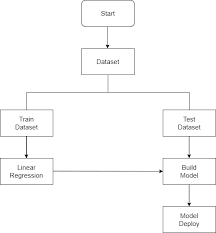 Start
Dataset
Train
Dataset
Test
Dataset
Linear
Regression
Build
Model
Model
Deploy